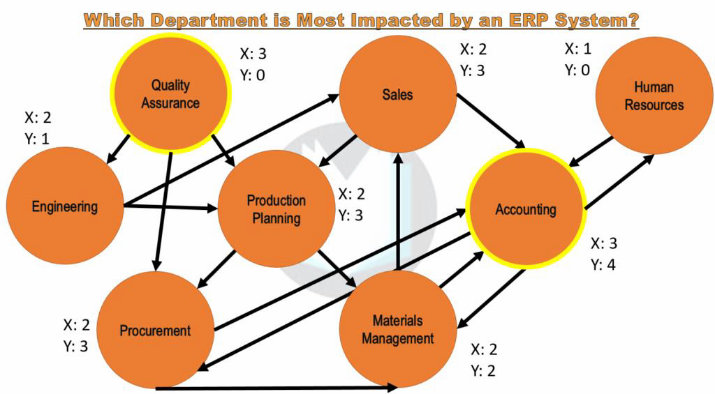 Which Department is Most Impacted by an ERP System?
X: 3
Y: 0
Quality
Assurance
X: 2
Y: 3
Sales
X: 1
Y: 0
Human
Resources
X: 2
Y: 1
Engineering
Production
Planning
X: 2
Y: 3
Accounting
X: 3
Y: 4
X: 2
Y: 3
Procurement
Materials
Management
X: 2
Y: 2